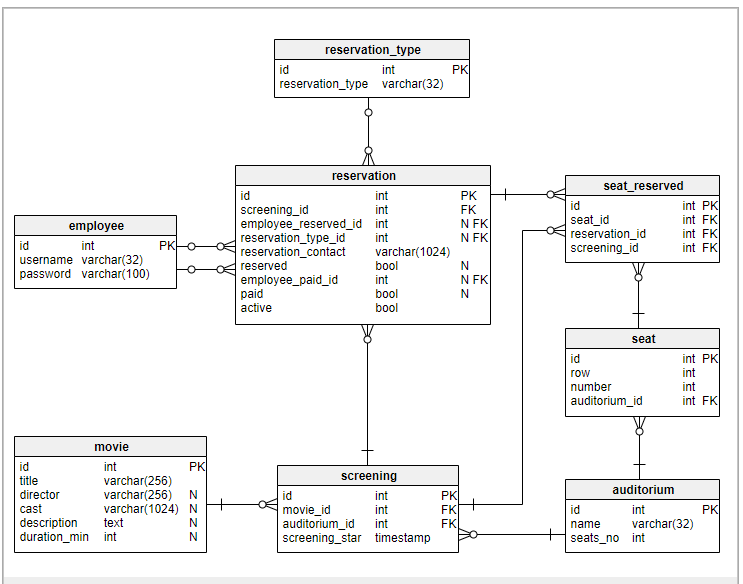 reservation_type
id int PK
reservation_type varchar(32)
reservation
id int PK
screening_id int FK
employee_reserved_id int N FK
reservation_type_id int N FK
reservation_contact varchar(1024)
reserved bool N
employee_paid_id int N FK
paid bool N
active bool
seat_reserved
id int PK
seat_id int FK
reservation_id int FK
screening_id int FK
employee
id int PK
username varchar(32)
password varchar(100)
seat
id int PK
row int
number int
auditorium_id int FK
movie
id int PK
title varchar(256)
director varchar(256) N
cast varchar(1024) N
description text N
duration_min int N
screening
id int PK
movie_id int FK
auditorium_id int FK
screening_star timestamp
auditorium
id int PK
name varchar(32)
seats_no int